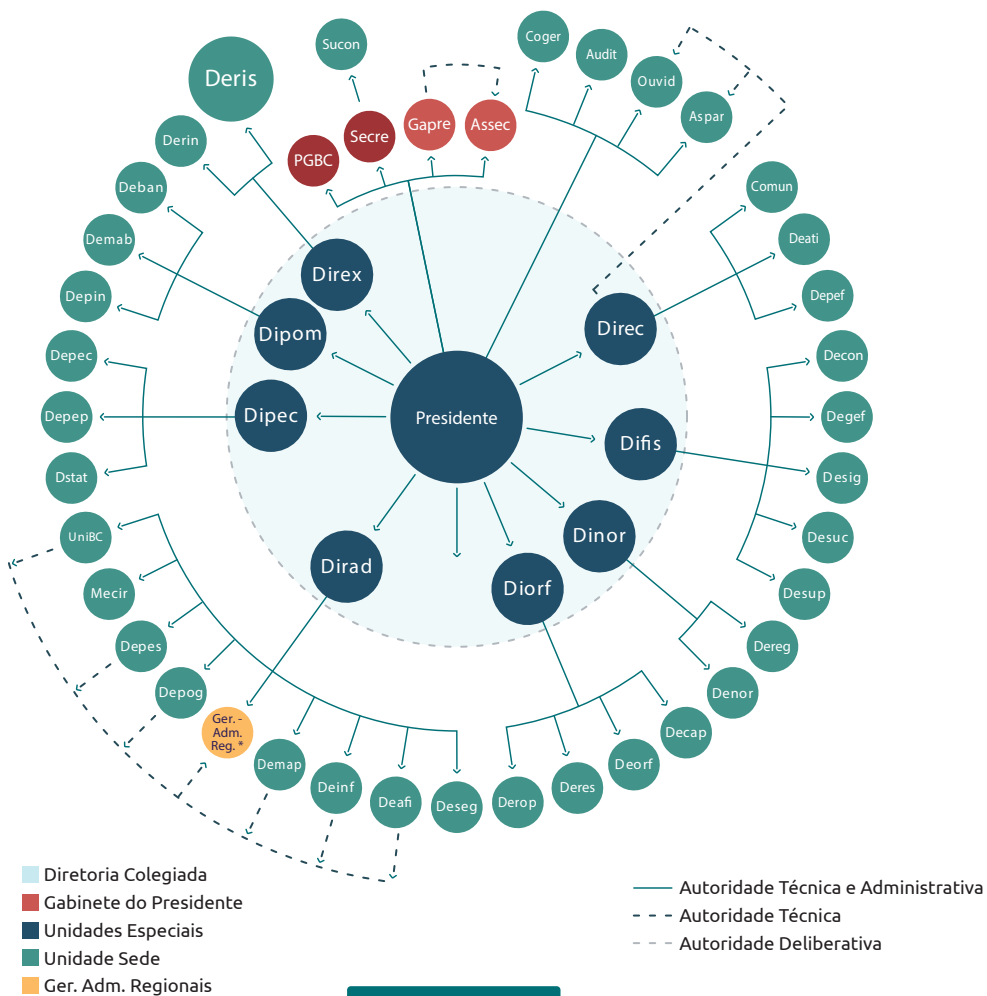 Coger
Sucon
Audit
Deris
Ouvid
Aspar
Gapre
Assec
Secre
Derin
PGBC
Deban
Comun
Demab
Deati
Direx
Depin
Depef
Direc
Dipom
Depec
Decon
Depep
Dipec
Presidente
Degef
Difis
Dstat
Desig
UniBC
Dinor
Desuc
Dirad
Mecir
Diorf
Desup
Depes
Dereg
Depog
Denor
Ger. -
Adm.
Reg. *
Decap
Demap
Deorf
Deinf
Deres
Deafi
Deseg
Derop
Diretoria Colegiada
Gabinete do Presidente
Unidades Especiais
Unidade Sede
Ger. Adm. Regionais
Autoridade Técnica e Administrativa
Autoridade Técnica
Autoridade Deliberativa